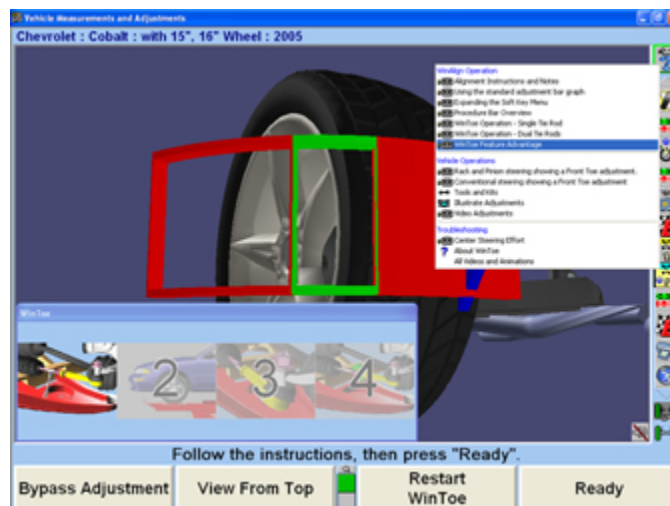 Vehicle Measurements and Adjustments
Chevrolet : Cobalt : with 15", 16" Wheel : 2005
WinAlign Operation
Alignment Instructions and Notes
Using the standard adjustment bar graph
Expanding the Soft Key Menu
Procedure Bar Overview
WinToe Operation - Single Tie Rod
WinToe Operation - Dual Tie Rods
WinToe Feature Advantage
Vehicle Operations
Rack and Pinion steering showing a Front Toe adjustment.
Conventional steering showing a Front Toe adjustment
Tools and Kits
Illustrate Adjustments
Video Adjustments
Troubleshooting
Center Steering Effort
? About WinToe
All Videos and Animations
WinToe
2 3 4
Follow the instructions, then press "Ready".
Bypass Adjustment
View From Top
Restart
WinToe
Ready